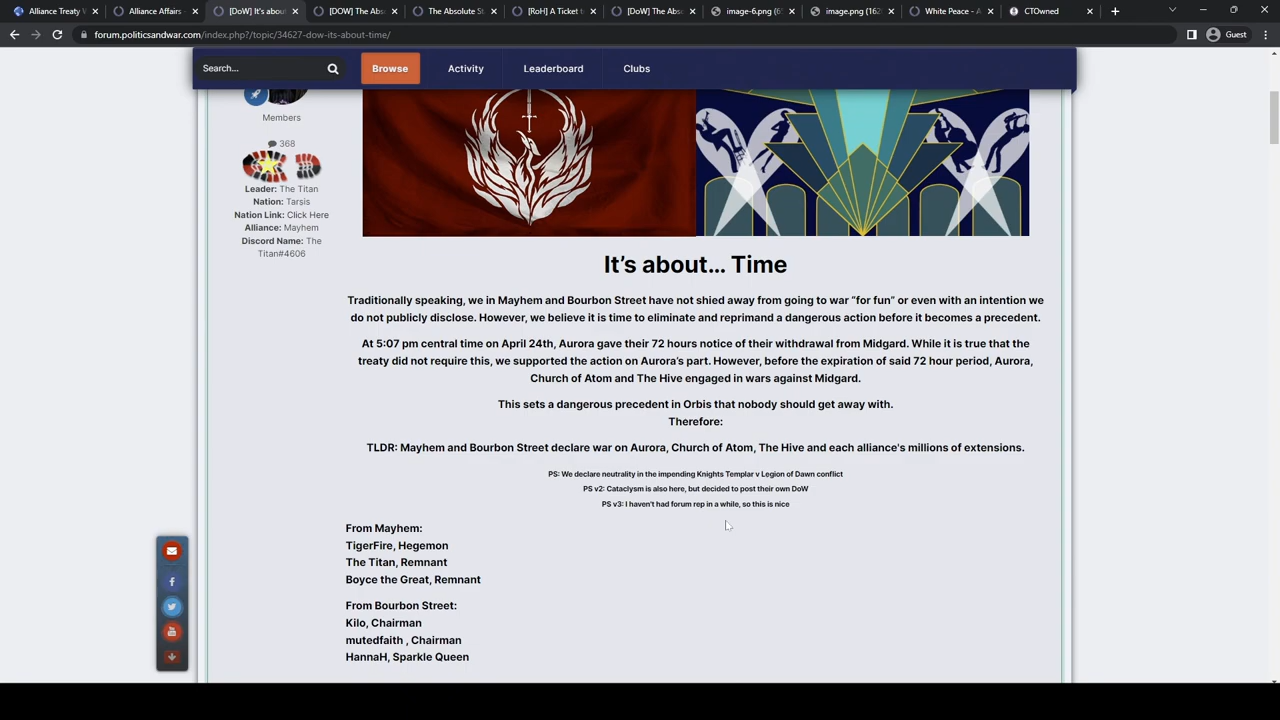 Alliance Treaty W
Alliance Affairs -
[DoW] It's about
[DOW] The Abs
The Absolute St
[RoH] A Ticket t
[DoW] The Abs
image-6.png (6
image.png (16
White Peace - A
CTOwned
forum.politicsandwar.com/index.php?/topic/34627-dow-its-about-time/
Guest
Search...
Browse
Activity
Leaderboard
Clubs
Members
368
Leader: The Titan
Nation: Tarsis
Nation Link: Click Here
Alliance: Mayhem
Discord Name: The
Titan#4606
It's about... Time
Traditionally speaking, we in Mayhem and Bourbon Street have not shied away from going to war “for fun” or even with an intention we
do not publicly disclose. However, we believe it is time to eliminate and reprimand a dangerous action before it becomes a precedent.
At 5:07 pm central time on April 24th, Aurora gave their 72 hours notice of their withdrawal from Midgard. While it is true that the
treaty did not require this, we supported the action on Aurora's part. However, before the expiration of said 72 hour period, Aurora,
Church of Atom and The Hive engaged in wars against Midgard.
This sets a dangerous precedent in Orbis that nobody should get away with.
Therefore:
TLDR: Mayhem and Bourbon Street declare war on Aurora, Church of Atom, The Hive and each alliance's millions of extensions.
PS: We declare neutrality in the impending Knights Templar v Legion of Dawn conflict
PS v2: Cataclysm is also here, but decided to post their own DoW
PS v3: I haven't had forum rep in a while, so this is nice
From Mayhem:
TigerFire, Hegemon
The Titan, Remnant
Boyce the Great, Remnant
From Bourbon Street:
Kilo, Chairman
mutedfaith , Chairman
HannaH, Sparkle Queen